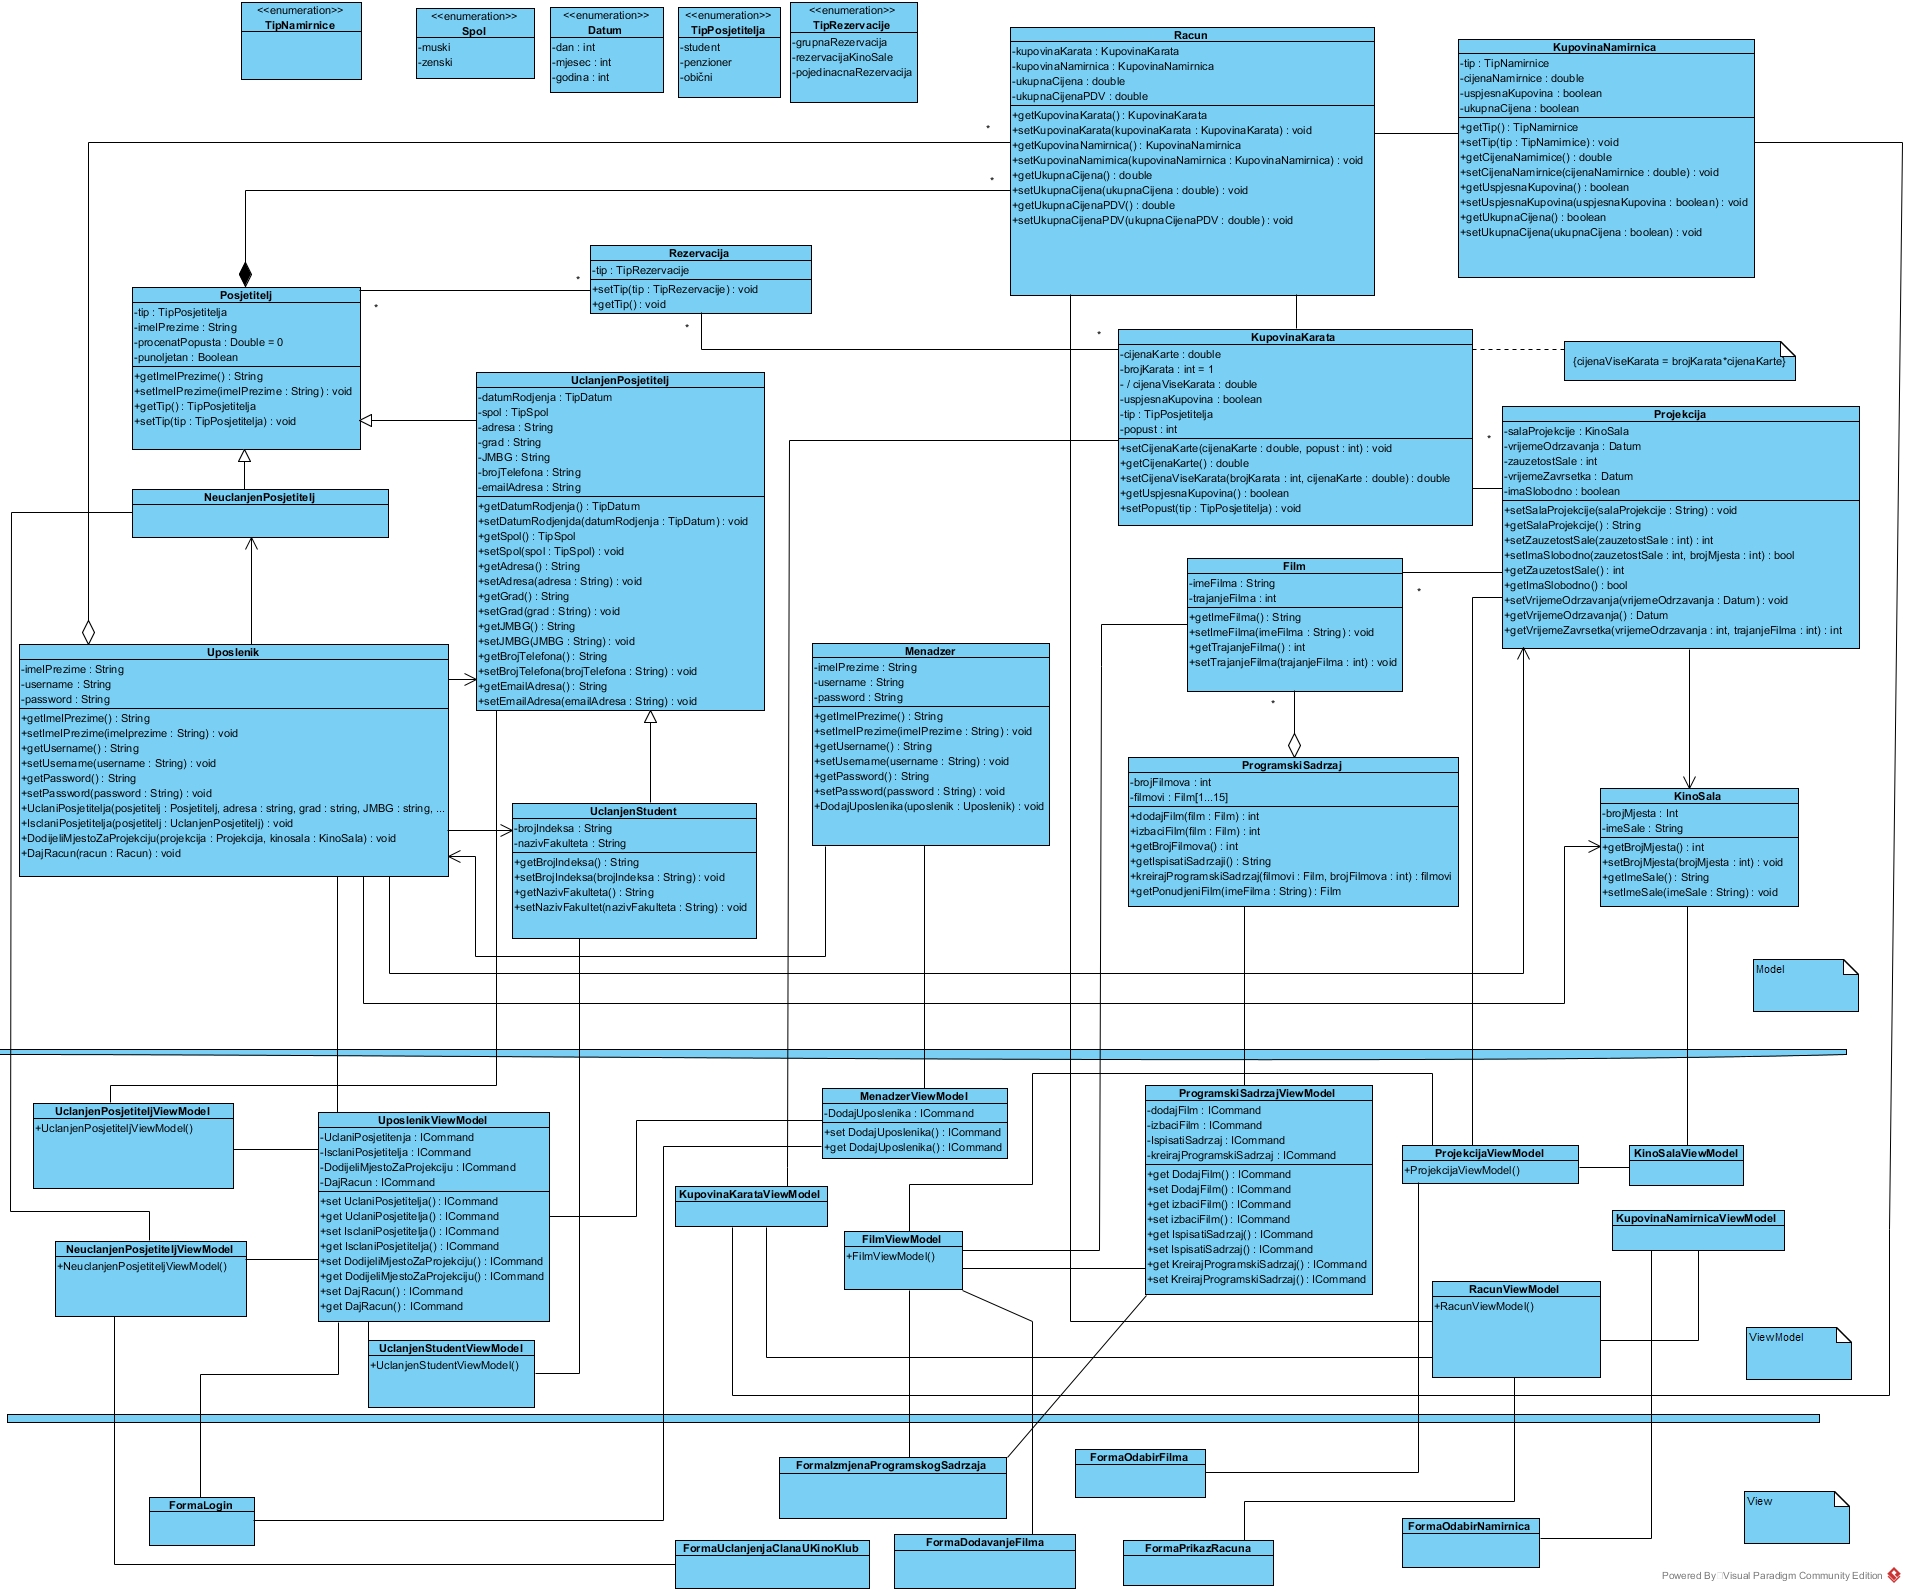 <<enumeration>>
TipNamirnice
<<enumeration>>
Spol
-muski
-zenski
<<enumeration>>
Datum
-dan : int
-mjesec : int
-godina : int
<<enumeration>>
TipPosjetitelja
-student
-penzioner
-obični
<<enumeration>>
TipRezervacije
-grupnaRezervacija
-rezervacijaKinoSale
-pojedinacnaRezervacija
Racun
-kupovinaKarata : KupovinaKarata
-kupovinaNamirnica : KupovinaNamirnica
-ukupnaCijena : double
-ukupnaCijenaPDV : double
+getKupovinaKarata() : KupovinaKarata
+setKupovinaKarata(kupovinaKarata : KupovinaKarata) : void
+getKupovinaNamirnica() : KupovinaNamirnica
+setKupovinaNamirnica(kupovinaNamirnica : KupovinaNamirnica) : void
+getUkupnaCijena() : double
+setUkupnaCijena(ukupnaCijena : double) : void
+getUkupnaCijenaPDV() : double
+setUkupnaCijenaPDV(ukupnaCijenaPDV : double) : void
KupovinaNamirnica
-tip : TipNamirnice
-cijenaNamirnice : double
-uspjesnaKupovina : boolean
-ukupnaCijena : boolean
+getTip() : TipNamirnice
+setTip(tip : TipNamirnice) : void
+getCijenaNamirnice() : double
+setCijenaNamirnice(cijenaNamirnice : double) : void
+getUspjesnaKupovina() : boolean
+setUspjesnaKupovina(uspjesnaKupovina : boolean) : void
+getUkupnaCijena() : boolean
+setUkupnaCijena(ukupnaCijena : boolean) : void
*
*
Rezervacija
-tip : TipRezervacije
+setTip(tip : TipRezervacije) : void
+getTip() : void
*
*
*
*
Posjetitelj
-tip : TipPosjetitelja
-imeIPrezime : String
-procenatPopusta : Double = 0
-punoljetan : Boolean
+getImeIPrezime() : String
+setImeIPrezime(imeIPrezime : String) : void
+getTip() : TipPosjetitelja
+setTip(tip : TipPosjetitelja) : void
KupovinaKarata
-cijenaKarte : double
-brojKarata : int = 1
- / cijenaViseKarata : double
-uspjesnaKupovina : boolean
-tip : TipPosjetitelja
-popust : int
+setCijenaKarte(cijenaKarte : double, popust : int) : void
+getCijenaKarte() : double
+setCijenaViseKarata(brojKarata : int, cijenaKarte : double) : double
+getUspjesnaKupovina() : boolean
+setPopust(tip : TipPosjetitelja) : void
{cijenaViseKarata = brojKarata*cijenaKarte}
UclanjenPosjetitelj
-datumRodjenja : TipDatum
-spol : TipSpol
-adresa : String
-grad : String
-JMBG : String
-brojTelefona : String
-emailAdresa : String
+getDatumRodjenja() : TipDatum
+setDatumRodjenjda(datumRodjenja : TipDatum) : void
+getSpol() : TipSpol
+setSpol(spol : TipSpol) : void
+getAdresa() : String
+setAdresa(adresa : String) : void
+getGrad() : String
+setGrad(grad : String) : void
+getJMBG() : String
+setJMBG(JMBG : String) : void
+getBrojTelefona() : String
+setBrojTelefona(brojTelefona : String) : void
+getEmailAdresa() : String
+setEmailAdresa(emailAdresa : String) : void
*
Projekcija
-salaProjekcije : KinoSala
-vrijemeOdrzavanja : Datum
-zauzetostSale : int
-vrijemeZavrsetka : Datum
-imaSlobodno : boolean
+setSalaProjekcije(salaProjekcije : String) : void
+getSalaProjekcije() : String
+setZauzetostSale(zauzetostSale : int) : int
+setImaSlobodno(zauzetostSale : int, brojMjesta : int) : bool
+getZauzetostSale() : int
+getImaSlobodno() : bool
+setVrijemeOdrzavanja(vrijemeOdrzavanja : Datum) : void
+getVrijemeOdrzavanja() : Datum
+getVrijemeZavrsetka(vrijemeOdrzavanja : int, trajanjeFilma : int) : int
NeuclanjenPosjetitelj
Film
-imeFilma : String
-trajanjeFilma : int
+getImeFilma() : String
+setImeFilma(imeFilma : String) : void
+getTrajanjeFilma() : int
+setTrajanjeFilma(trajanjeFilma : int) : void
*
*
Uposlenik
-imeIPrezime : String
-username : String
-password : String
+getImeIPrezime() : String
+setImeIPrezime(imeIprezime : String) : void
+getUsername() : String
+setUsername(username : String) : void
+getPassword() : String
+setPassword(password : String) : void
+UclaniPosjetitelja(posjetitelj : Posjetitelj, adresa : string, grad : string, JMBG : string, ...
+IsclaniPosjetitelja(posjetitelj : UclanjenPosjetitelj) : void
+DodijeliMjestoZaProjekciju(projekcija : Projekcija, kinosala : KinoSala) : void
+DajRacun(racun : Racun) : void
Menadzer
-imeIPrezime : String
-username : String
-password : String
+getImeIPrezime() : String
+setImeIPrezime(imeIPrezime : String) : void
+getUsername() : String
+setUsername(username : String) : void
+getPassword() : String
+setPassword(password : String) : void
+DodajUposlenika(uposlenik : Uposlenik) : void
ProgramskiSadrzaj
-brojFilmova : int
-filmovi : Film[1...15]
+dodajFilm(film : Film) : int
+izbaciFilm(film : Film) : int
+getBrojFilmova() : int
+getIspisatiSadrzaji() : String
+kreirajProgramskiSadrzaj(filmovi : Film, brojFilmova : int) : filmovi
+getPonudjeniFilm(imeFilma : String) : Film
KinoSala
-brojMjesta : Int
-imeSale : String
+getBrojMjesta() : int
+setBrojMjesta(brojMjesta : int) : void
+getImeSale() : String
+setImeSale(imeSale : String) : void
UclanjenStudent
-brojIndeksa : String
-nazivFakulteta : String
+getBrojIndeksa() : String
+setBrojIndeksa(brojIndeksa : String) : void
+getNazivFakulteta() : String
+setNazivFakultet(nazivFakulteta : String) : void
Model
UclanjenPosjetiteljViewModel
+UclanjenPosjetiteljViewModel()
UposlenikViewModel
-UclaniPosjetitenja : ICommand
-IsclaniPosjetitelja : ICommand
-DodijeliMjestoZaProjekciju : ICommand
-DajRacun : ICommand
+set UclaniPosjetitelja() : ICommand
+get UclaniPosjetitelja() : ICommand
+set IsclaniPosjetitelja() : ICommand
+get IsclaniPosjetitelja() : ICommand
+set DodijeliMjestoZaProjekciju() : ICommand
+get DodijeliMjestoZaProjekciju() : ICommand
+set DajRacun() : ICommand
+get DajRacun() : ICommand
MenadzerViewModel
-DodajUposlenika : ICommand
+set DodajUposlenika() : ICommand
+get DodajUposlenika() : ICommand
ProgramskiSadrzajViewModel
-dodajFilm : ICommand
-izbaciFilm : ICommand
-IspisatiSadrzaj : ICommand
-kreirajProgramskiSadrzaj : ICommand
+get DodajFilm() : ICommand
+set DodajFilm() : ICommand
+get izbaciFilm() : ICommand
+set izbaciFilm() : ICommand
+get IspisatiSadrzaj() : ICommand
+set IspisatiSadrzaj() : ICommand
+get KreirajProgramskiSadrzaj() : ICommand
+set KreirajProgramskiSadrzaj() : ICommand
ProjekcijaViewModel
+ProjekcijaViewModel()
KinoSalaViewModel
KupovinaKarataViewModel
KupovinaNamirnicaViewModel
NeuclanjenPosjetiteljViewModel
+NeuclanjenPosjetiteljViewModel()
FilmViewModel
+FilmViewModel()
RacunViewModel
+RacunViewModel()
UclanjenStudentViewModel
+UclanjenStudentViewModel()
ViewModel
FormaIzmjenaProgramskogSadrzaja
FormaOdabirFilma
FormaLogin
View
FormaOdabirNamirnica
FormaUclanjenjaClanaUKinoKlub
FormaDodavanjeFilma
FormaPrikazRacuna
Powered By Visual Paradigm Community Edition